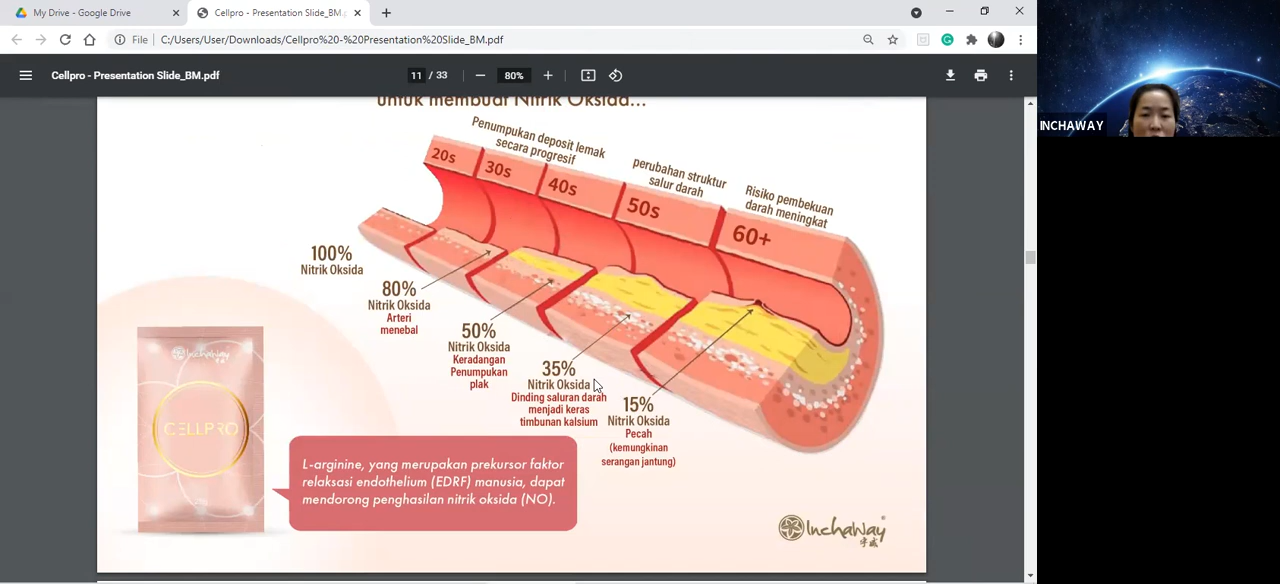 My Drive - Google Drive
Cellpro - Presentation Slide_BM.p
File
C:/Users/User/Downloads/Cellpro%20-%20Presentation%20Slide_BM.pdf
Cellpro - Presentation Slide_BM.pdf
11 / 33
80%
INCHAWAY
untuk membuat Nitrik Oksida...
Penumpukan deposit lemak
secara progresif
perubahan struktur
salur darah
Risiko pembekuan
darah meningkat
20s
30s
40s
50s
60+
100%
Nitrik Oksida
80%
Nitrik Oksida
Arteri
menebal
50%
Nitrik Oksida
Keradangan
Penumpukan
plak
35%
Nitrik Oksida
Dinding saluran darah
menjadi keras
timbunan kalsium
15%
Nitrik Oksida
Pecah
(kemungkinan
serangan jantung)
Inchaway
CELLPRO
L-arginine, yang merupakan prekursor faktor
relaksasi endothelium (EDRF) manusia, dapat
mendorong penghasilan nitrik oksida (NO).
Inchaway
宇威